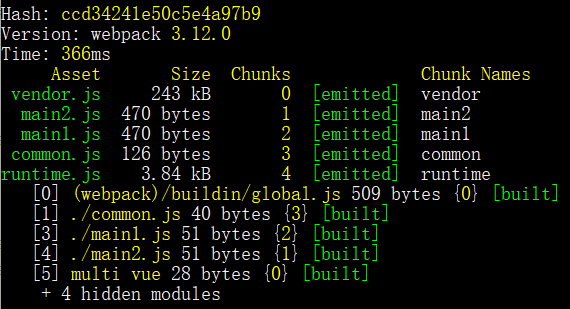 Hash: ccd34241e50c5e4a97b9
Version: webpack 3.12.0
Time: 366ms
Asset Size Chunks Chunk Names
vendor.js 243 kB 0 [emitted] vendor
main2.js 470 bytes 1 [emitted] main2
main1.js 470 bytes 2 [emitted] main1
common.js 126 bytes 3 [emitted] common
runtime.js 3.84 kB 4 [emitted] runtime
[0] (webpack)/buildin/global.js 509 bytes {0} [built]
[1] ./common.js 40 bytes {3} [built]
[3] ./main1.js 51 bytes {2} [built]
[4] ./main2.js 51 bytes {1} [built]
[5] multi vue 28 bytes {0} [built]
+ 4 hidden modules